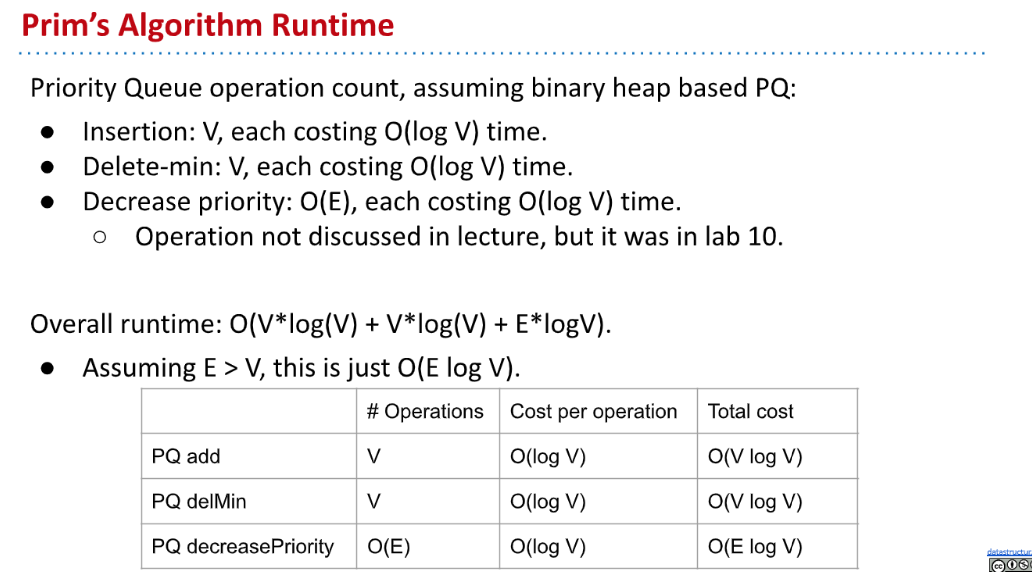 Prim's Algorithm Runtime
Priority Queue operation count, assuming binary heap based PQ:
● Insertion: V, each costing O(log V) time.
● Delete-min: V, each costing O(log V) time.
● Decrease priority: O(E), each costing O(log V) time.
○ Operation not discussed in lecture, but it was in lab 10.
Overall runtime: O(V*log(V) + V*log(V) + E*logV).
● Assuming E > V, this is just O(E log V).
# Operations Cost per operation Total cost
PQ add V O(log V) O(V log V)
PQ delMin V O(log V) O(V log V)
PQ decreasePriority O(E) O(log V) O(E log V)
datastructur